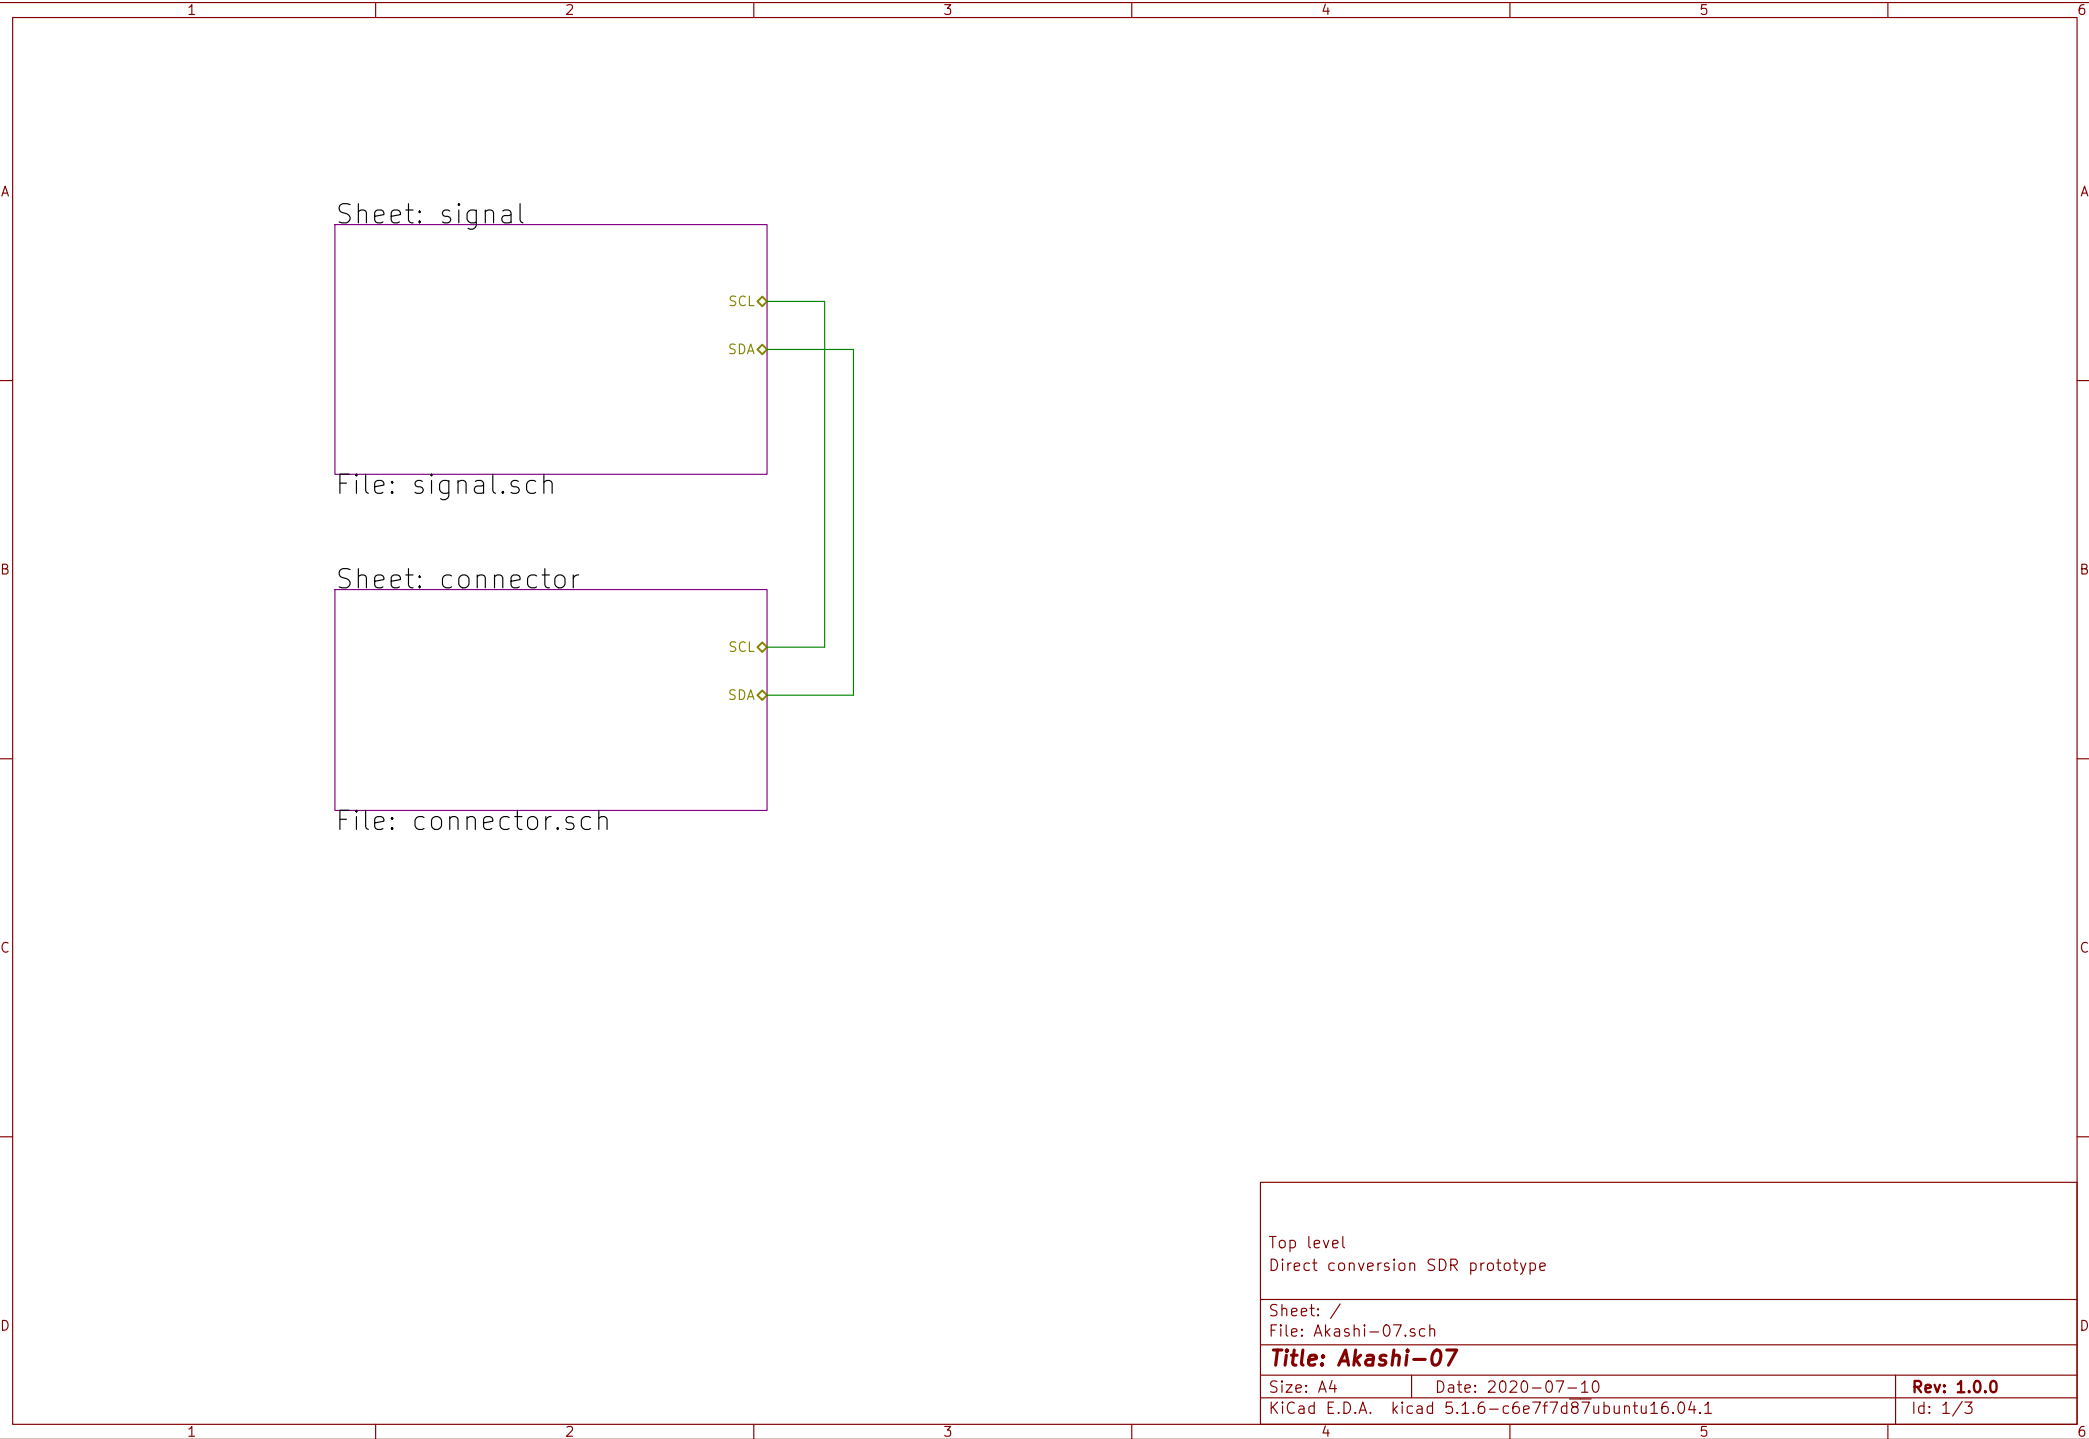 1 2 3 4 5 6
A A
Sheet: signal
SCL
SDA
File: signal.sch
B B
Sheet: connector
SCL
SDA
File: connector.sch
C C
Top level
Direct conversion SDR prototype
Sheet: /
D D
File: Akashi-07.sch
Title: Akashi-07
Size: A4 Date: 2020-07-10 Rev: 1.0.0
KiCad E.D.A. kicad 5.1.6-c6e7f7d87ubuntu16.04.1 Id: 1/3
1 2 3 4 5 6